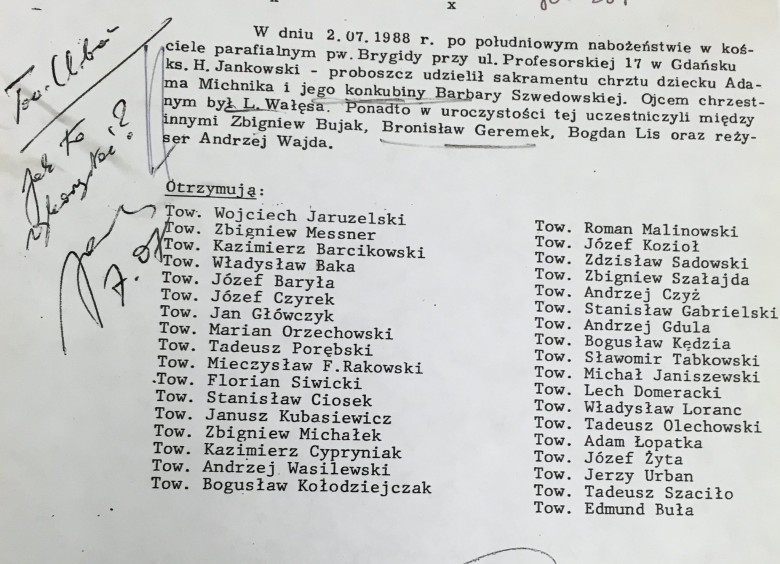 x
W dniu 2.07.1988 r. po południowym nabożeństwie w koś-
ciele parafialnym pw. Brygidy przy ul. Profesorskiej 17 w Gdańsku
ks. H. Jankowski - proboszcz udzielił sakramentu chrztu dziecku Ada-
ma Michnika i jego konkubiny Barbary Szwedowskiej. Ojcem chrzest-
nym był L. Wałęsa. Ponadto w uroczystości tej uczestniczyli między
innymi Zbigniew Bujak, Bronisław Geremek, Bogdan Lis oraz reży-
ser Andrzej Wajda.
Jak to
Otrzymują:
Tow. Wojciech Jaruzelski
Tow. Zbigniew Messner
Tow. Kazimierz Barcikowski
Tow. Władysław Baka
Tow. Józef Baryła
Tow. Józef Czyrek
Tow. Jan Główczyk
Tow. Marian Orzechowski
Tow. Tadeusz Porębski
Tow. Mieczysław F.Rakowski
Tow. Florian Siwicki
Tow. Stanisław Ciosek
Tow. Janusz Kubasiewicz
Tow. Zbigniew Michałek
Tow. Kazimierz Cypryniak
Tow. Andrzej Wasilewski
Tow. Bogusław Kołodziejczak
Tow. Roman Malinowski
Tow. Józef Kozioł
Tow. Zdzisław Sadowski
Tow. Zbigniew Szałajda
Tow. Andrzej Czyż
Tow. Stanisław Gabrielski
Tow. Andrzej Gdula
Tow. Bogusław Kędzia
Tow. Sławomir Tabkowski
Tow. Michał Janiszewski
Tow. Lech Domeracki
Tow. Władysław Loranc
Tow. Tadeusz Olechowski
Tow. Adam Łopatka
Tow. Józef Żyta
Tow. Jerzy Urban
Tow. Tadeusz Szaciło
Tow. Edmund Buła